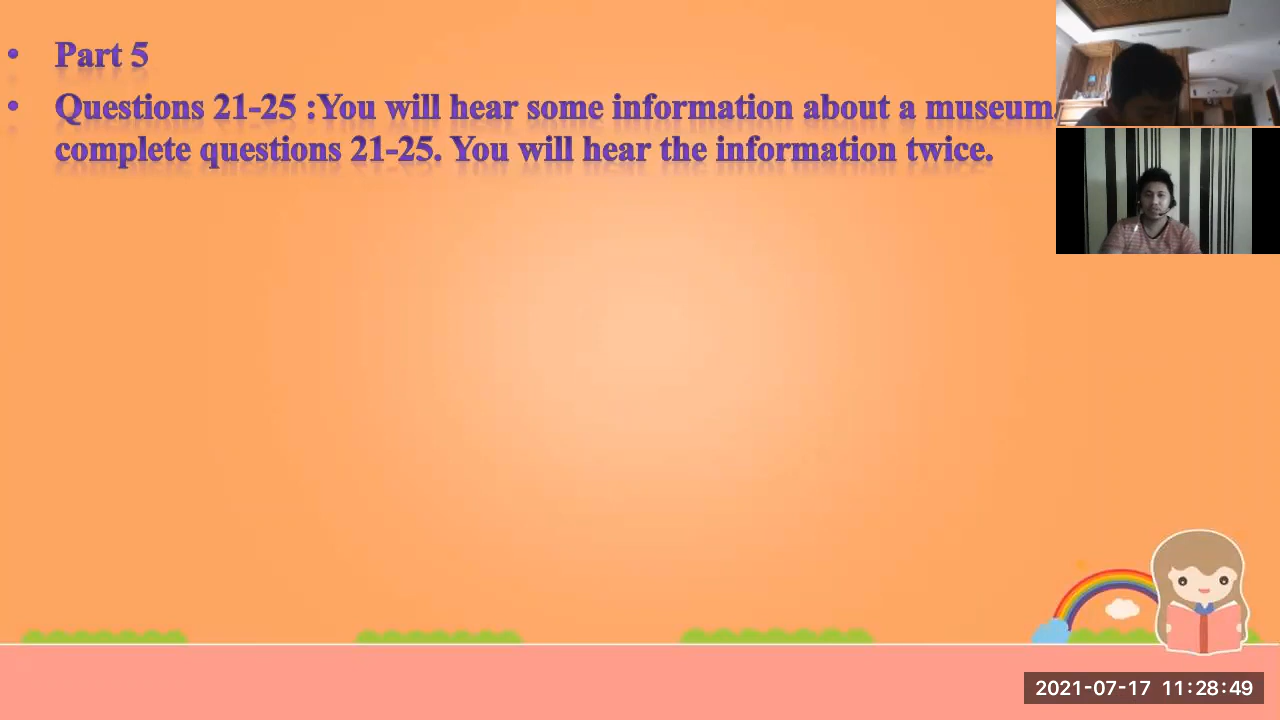 • Part 5
• Questions 21-25 :You will hear some information about a museum
complete questions 21-25. You will hear the information twice.
2021-07-17 11:28:49